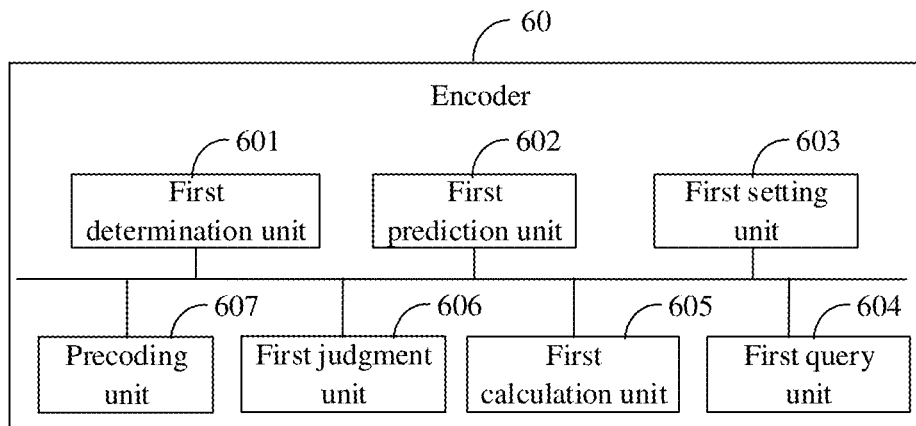 60
Encoder
601
602
603
First
determination unit
First
prediction unit
First setting
unit
607
606
605
604
Precoding
unit
First judgment
unit
First
calculation unit
First query
unit